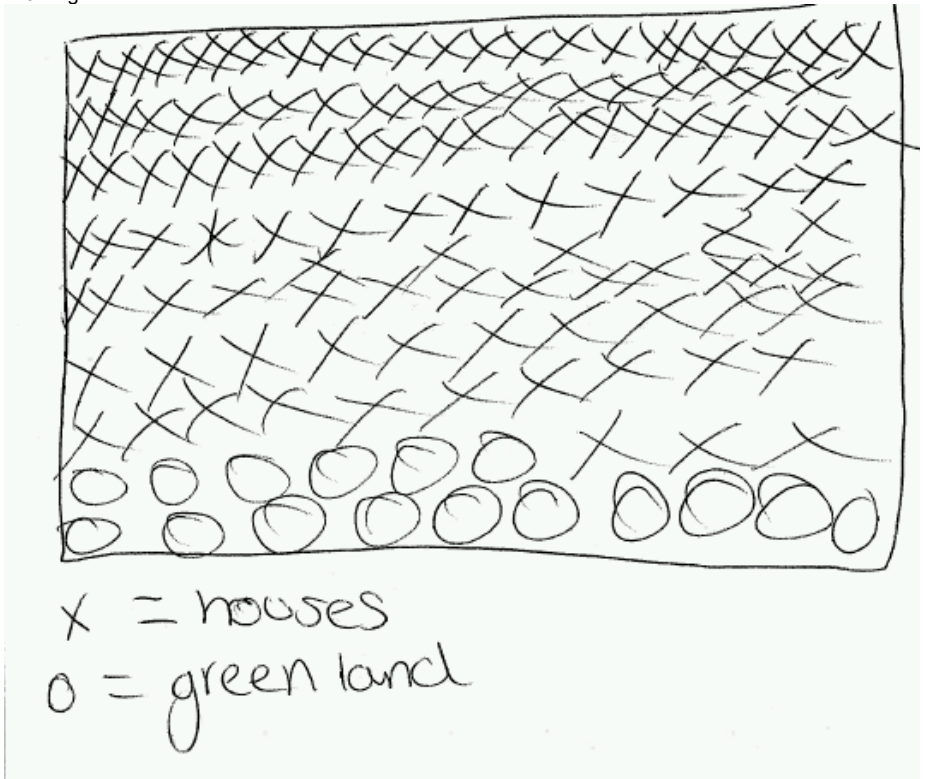 x = houses
o = green land